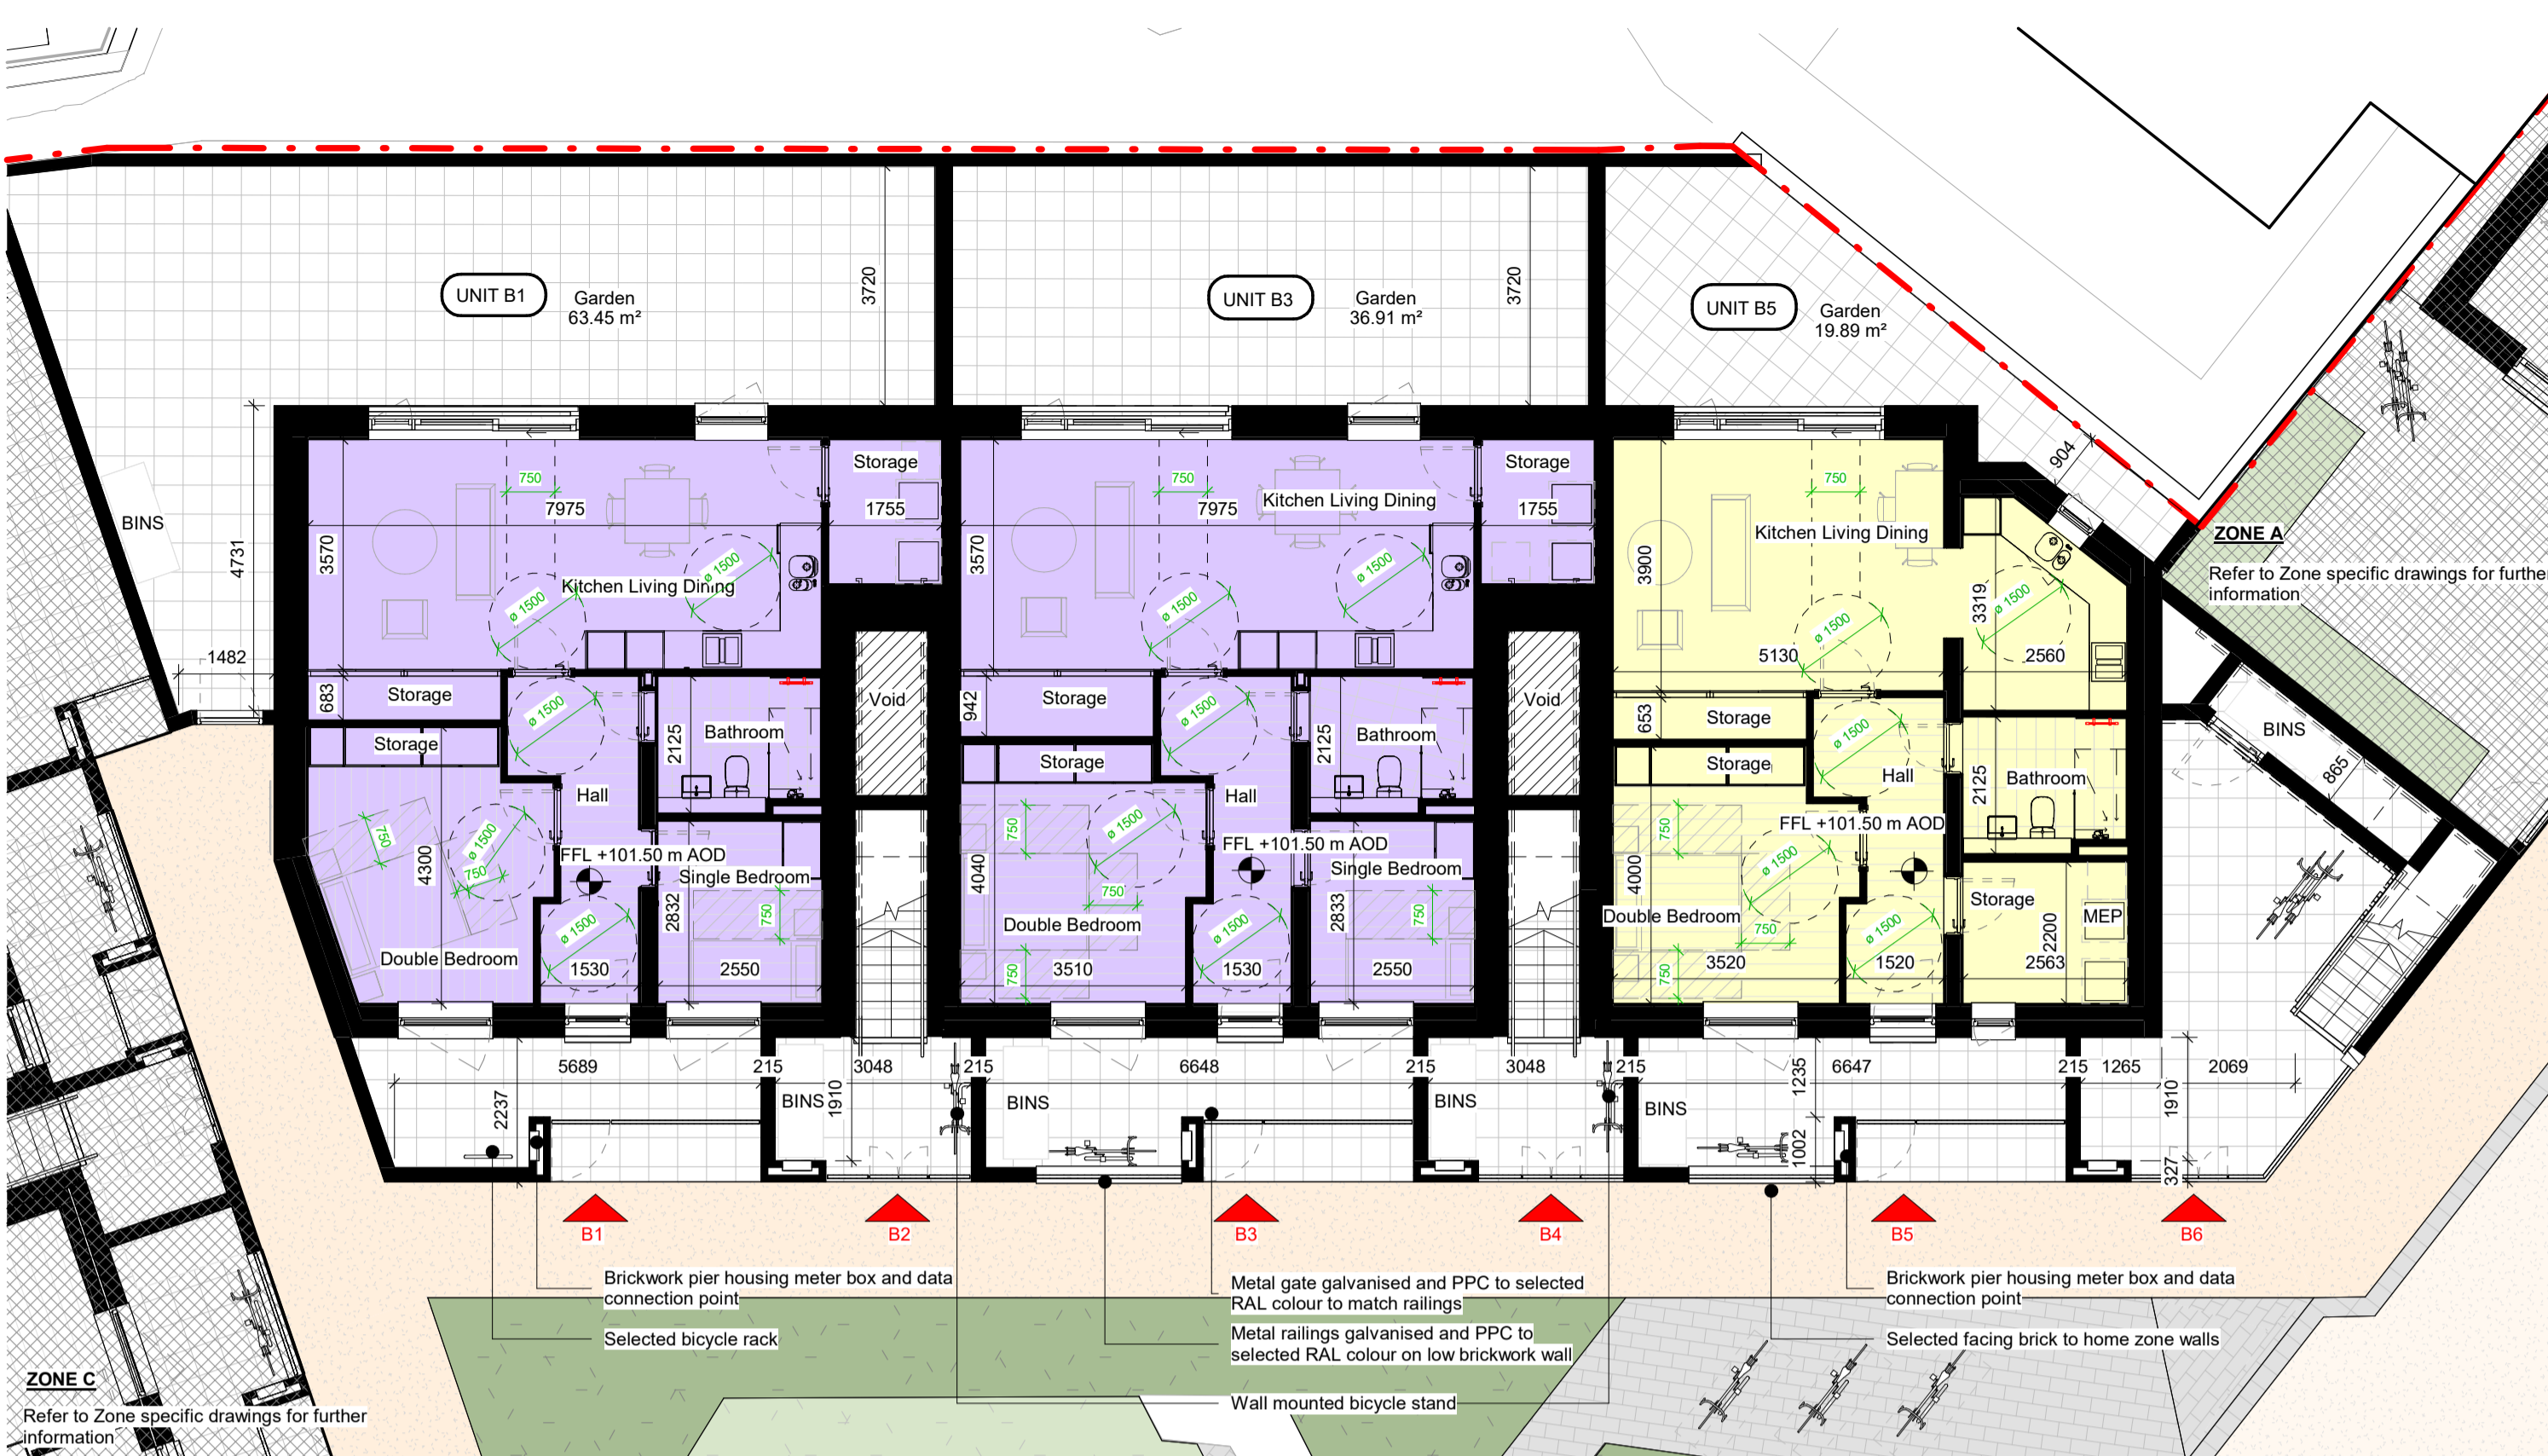 UNIT B1
Garden
63.45 m²
3720
UNIT B3
Garden
36.91 m²
3720
UNIT B5
Garden
19.89 m²
904
BINS
4731
1482
Storage
1755
750
7975
3570
Kitchen Living Dining
ø 1500
ø 1500
683
Storage
Storage
ø 1500
2125
Bathroom
Void
Hall
750
ø 1500
750
4300
FFL +101.50 m AOD
Single Bedroom
2832
750
Double Bedroom
ø 1500
1530
2550
Storage
1755
750
7975
Kitchen Living Dining
3570
ø 1500
ø 1500
942
Storage
Storage
ø 1500
2125
Bathroom
Void
Hall
750
ø 1500
750
4040
FFL +101.50 m AOD
Single Bedroom
2833
750
Double Bedroom
750
3510
ø 1500
1530
2550
750
Kitchen Living Dining
3900
ø 1500
5130
3319
ø 1500
2560
653
Storage
Storage
ø 1500
Hall
2125
Bathroom
FFL +101.50 m AOD
750
ø 1500
4000
Double Bedroom
750
750
3520
ø 1500
1520
Storage
MEP
2200
2563
ZONE A
Refer to Zone specific drawings for further
information
BINS
865
5689
215
3048
215
6648
215
3048
215
6647
215
1265
2069
2237
BINS
1910
BINS
BINS
BINS
1235
1002
1910
327
B1
B2
B3
B4
B5
B6
Brickwork pier housing meter box and data
connection point
Selected bicycle rack
Metal gate galvanised and PPC to selected
RAL colour to match railings
Metal railings galvanised and PPC to
selected RAL colour on low brickwork wall
Wall mounted bicycle stand
Brickwork pier housing meter box and data
connection point
Selected facing brick to home zone walls
ZONE C
Refer to Zone specific drawings for further
information